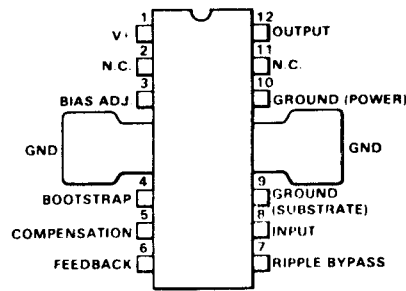 1 12
V+ OUTPUT
2 11
N.C. N.C.
3 10
BIAS ADJ. GROUND (POWER)
GND GND
4 9
BOOTSTRAP GROUND
(SUBSTRATE)
5 8
COMPENSATION INPUT
6 7
FEEDBACK RIPPLE BYPASS